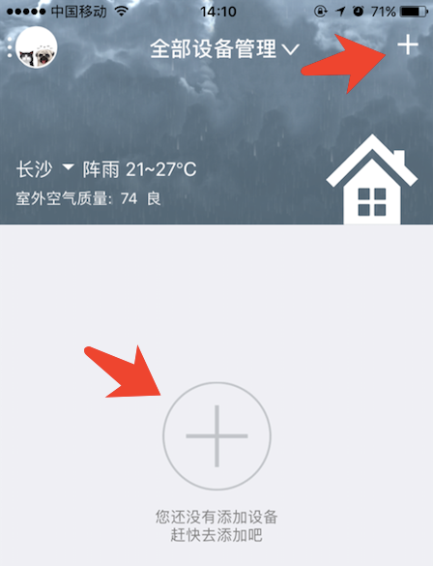 中国移动 14:10 71%
全部设备管理
长沙 阵雨 21~27℃
室外空气质量: 74 良
您还没有添加设备
赶快去添加吧